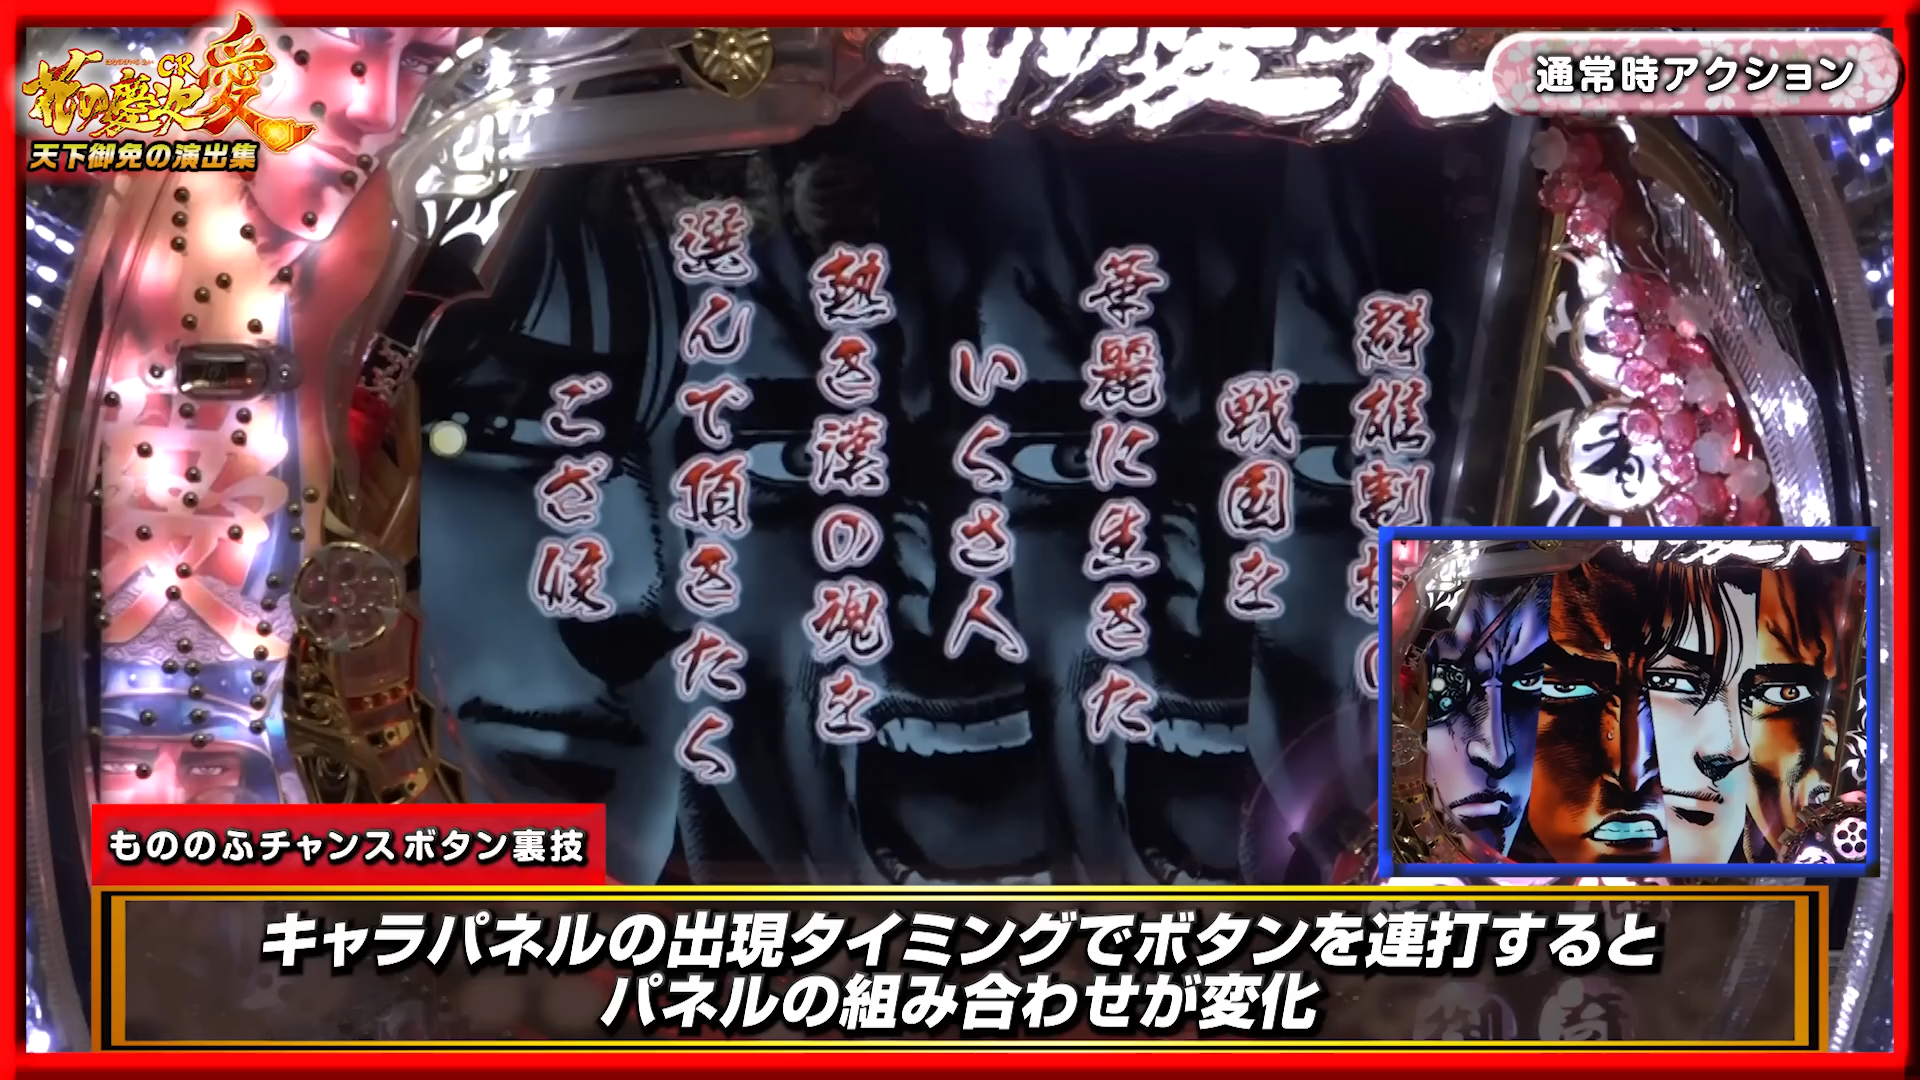 CR
花の慶次 愛
天下御免の演出集
通常時アクション
群雄割拠の
戦国を
華麗に生きた
いくさ人
熱き漢の魂を
選んで頂きたく
ござ候
もののふチャンス ボタン裏技
キャラパネルの出現タイミングでボタンを連打すると
パネルの組み合わせが変化